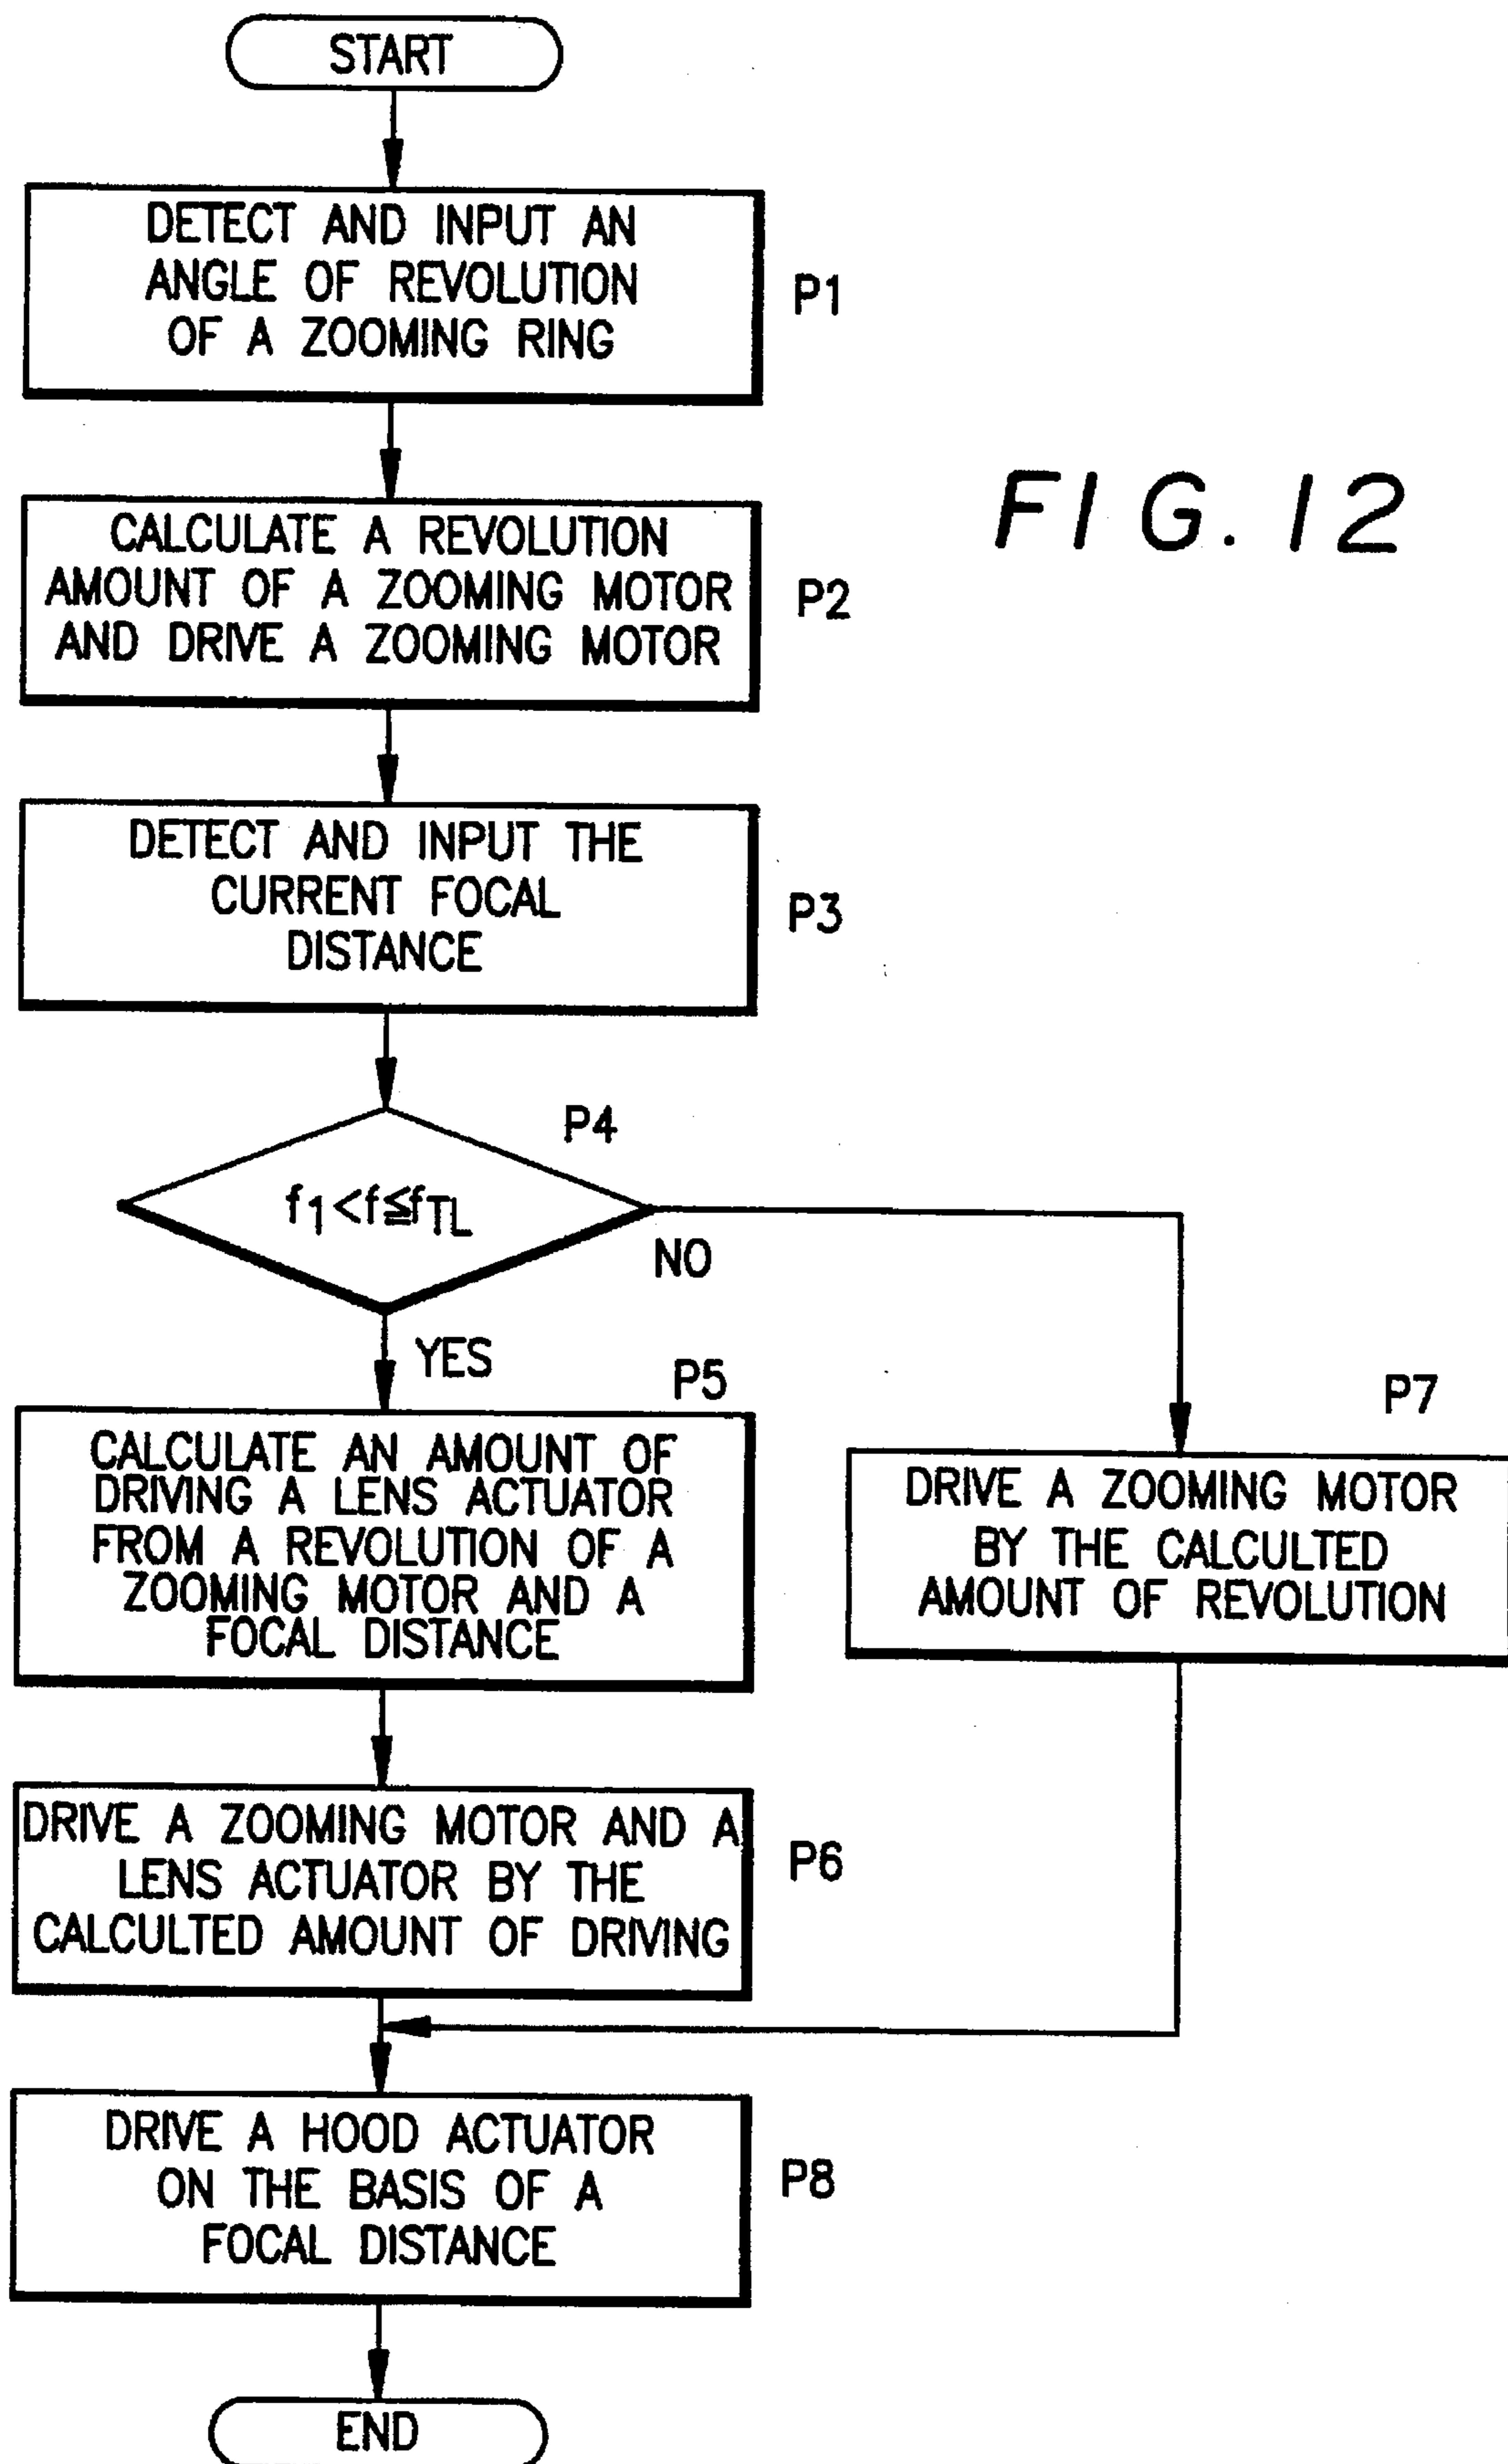 START
DETECT AND INPUT AN
ANGLE OF REVOLUTION
OF A ZOOMING RING
P1
FIG. 12
CALCULATE A REVOLUTION
AMOUNT OF A ZOOMING MOTOR
AND DRIVE A ZOOMING MOTOR
P2
DETECT AND INPUT THE
CURRENT FOCAL
DISTANCE
P3
P4
f1<f≦fTL
NO
YES
P5
CALCULATE AN AMOUNT OF
DRIVING A LENS ACTUATOR
FROM A REVOLUTION OF A
ZOOMING MOTOR AND A
FOCAL DISTANCE
P7
DRIVE A ZOOMING MOTOR
BY THE CALCULTED
AMOUNT OF REVOLUTION
DRIVE A ZOOMING MOTOR AND A
LENS ACTUATOR BY THE
CALCULTED AMOUNT OF DRIVING
P6
DRIVE A HOOD ACTUATOR
ON THE BASIS OF A
FOCAL DISTANCE
P8
END